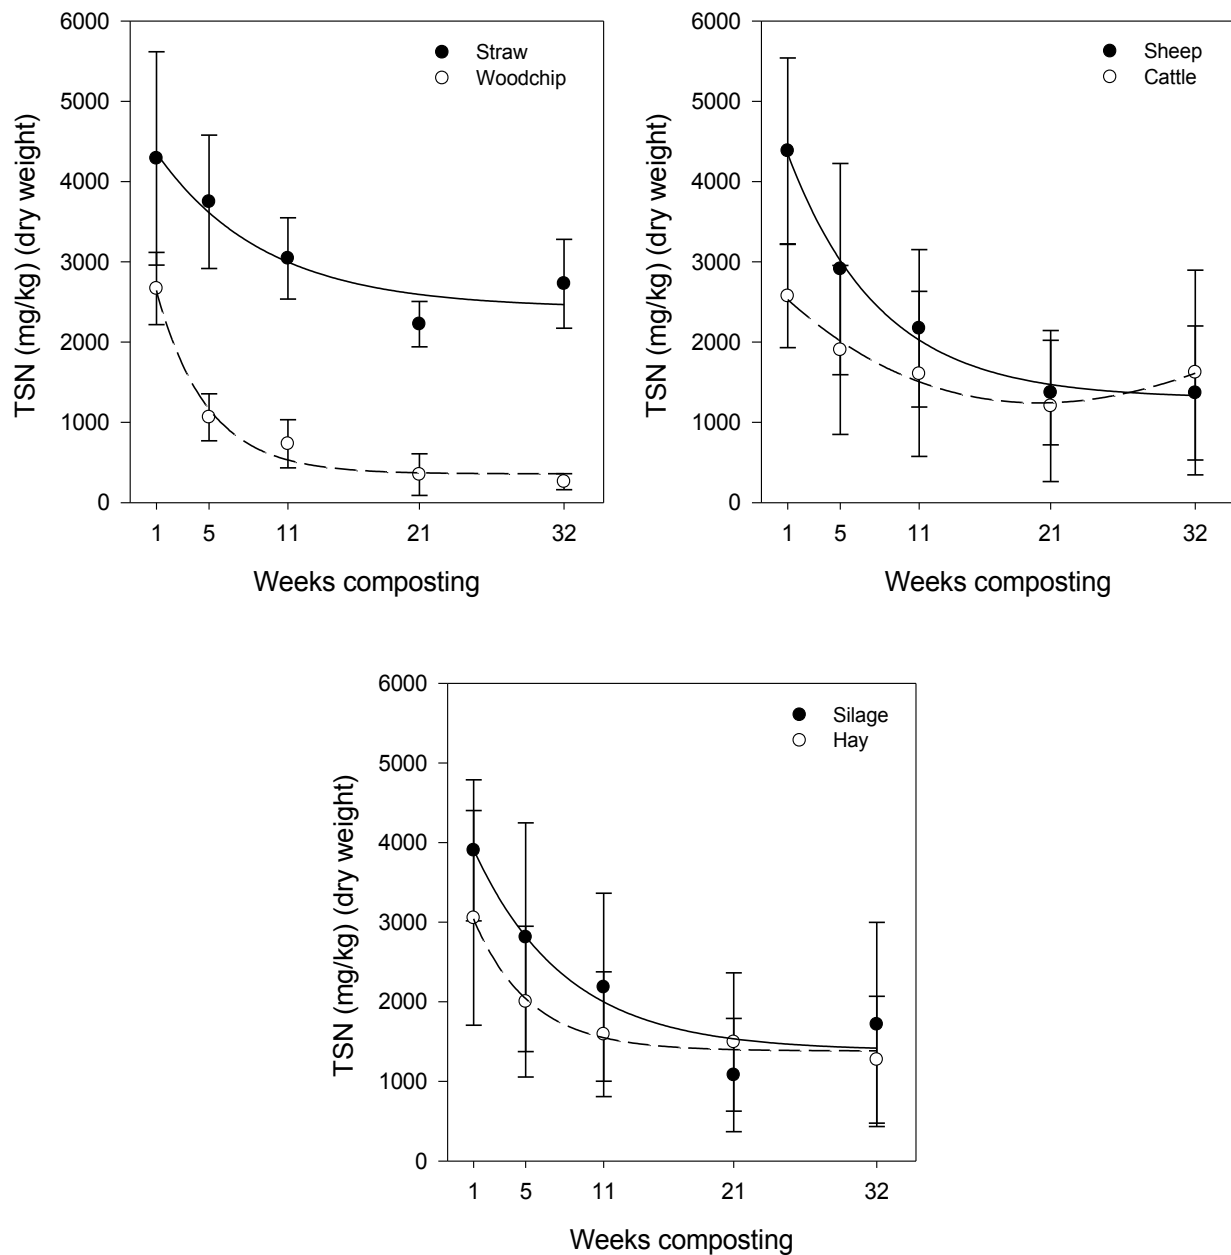 6000
5000
4000
3000
2000
1000
0
TSN (mg/kg) (dry weight)
Straw
Woodchip
1 5 11 21 32
Weeks composting
6000
5000
4000
3000
2000
1000
0
TSN (mg/kg) (dry weight)
Sheep
Cattle
1 5 11 21 32
Weeks composting
6000
5000
4000
3000
2000
1000
0
TSN (mg/kg) (dry weight)
Silage
Hay
1 5 11 21 32
Weeks composting